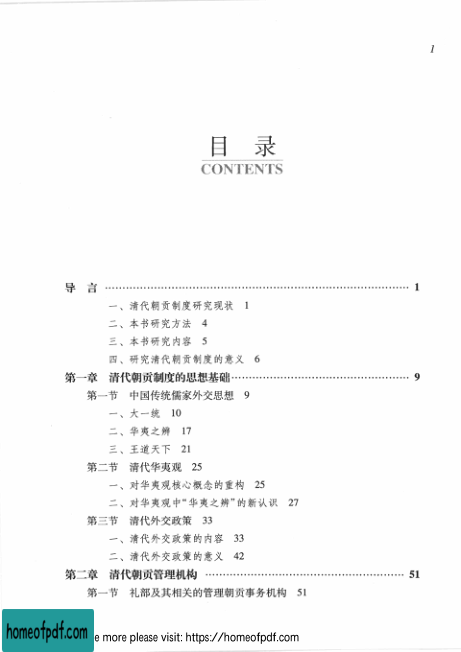 1
目 录
CONTENTS
导 言 …… 1
一、清代朝贡制度研究现状 1
二、本书研究方法 4
三、本书研究内容 5
四、研究清代朝贡制度的意义 6
第一章 清代朝贡制度的思想基础 …… 9
第一节 中国传统儒家外交思想 9
一、大一统 10
二、华夷之辨 17
三、王道天下 21
第二节 清代华夷观 25
一、对华夷观核心概念的重构 25
二、对华夷观中“华夷之辨”的新认识 27
第三节 清代外交政策 33
一、清代外交政策的内容 33
二、清代外交政策的意义 42
第二章 清代朝贡管理机构 …… 51
第一节 礼部及其相关的管理朝贡事务机构 51
homeofpdf.com
e more please visit: https://homeofpdf.com